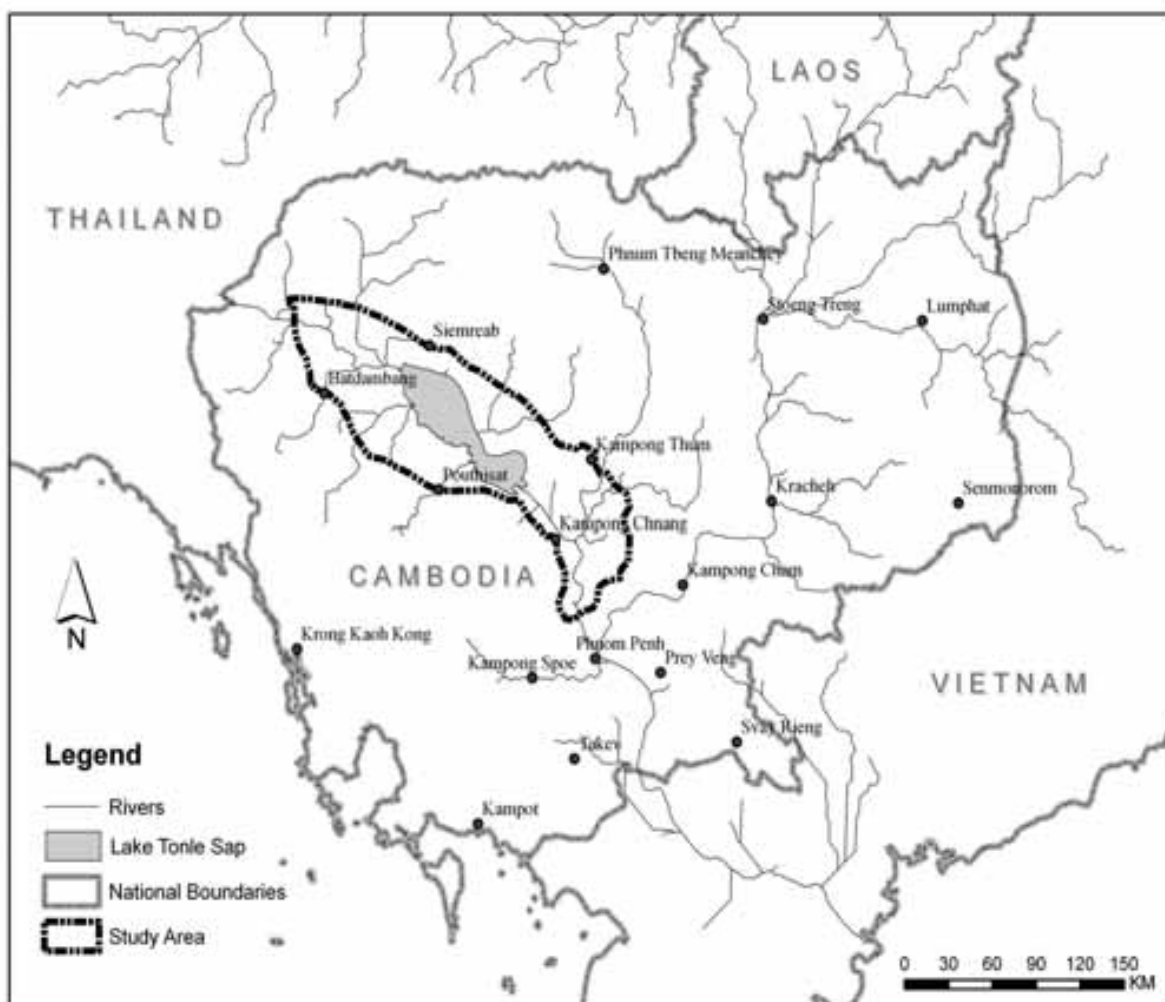 LAOS
THAILAND
Phnum Tbeng Meanchey
Stoeng Treng
Lumphat
Siemreab
Batdambang
Kampong Thum
Pouthisat
Kracheh
Senmonorom
Kampong Chnang
CAMBODIA
Kampong Cham
N
Krong Kaoh Kong
Phnom Penh
Kampong Spoe
Prey Veng
VIETNAM
Svay Rieng
Takev
Kampot
Legend
Rivers
Lake Tonle Sap
National Boundaries
Study Area
0 30 60 90 120 150
KM